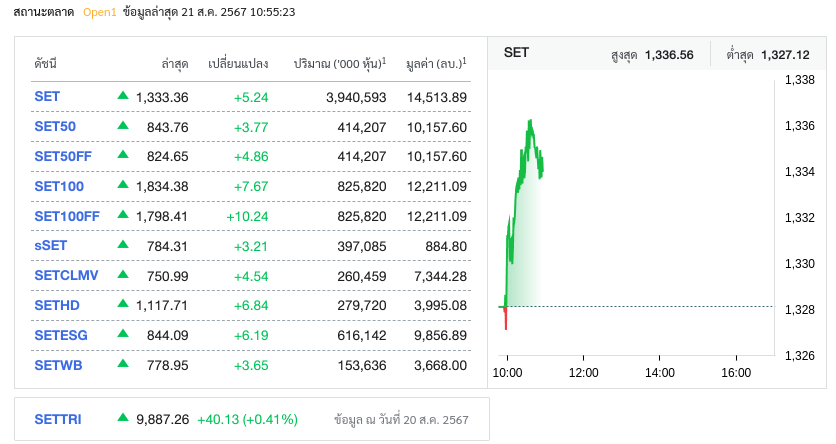 สถานะตลาด Open1 ข้อมูลล่าสุด 21 ส.ค. 2567 10:55:23
ดัชนี ล่าสุด เปลี่ยนแปลง ปริมาณ ('000 หุ้น)¹ มูลค่า (ลบ.)¹
SET ▲ 1,333.36 +5.24 3,940,593 14,513.89
SET50 ▲ 843.76 +3.77 414,207 10,157.60
SET50FF ▲ 824.65 +4.86 414,207 10,157.60
SET100 ▲ 1,834.38 +7.67 825,820 12,211.09
SET100FF ▲ 1,798.41 +10.24 825,820 12,211.09
sSET ▲ 784.31 +3.21 397,085 884.80
SETCLMV ▲ 750.99 +4.54 260,459 7,344.28
SETHD ▲ 1,117.71 +6.84 279,720 3,995.08
SETESG ▲ 844.09 +6.19 616,142 9,856.89
SETWB ▲ 778.95 +3.65 153,636 3,668.00
SETTRI ▲ 9,887.26 +40.13 (+0.41%) ข้อมูล ณ วันที่ 20 ส.ค. 2567
SET สูงสุด 1,336.56 ต่ำสุด 1,327.12
1,338
1,336
1,334
1,332
1,330
1,328
1,326
10:00 12:00 14:00 16:00